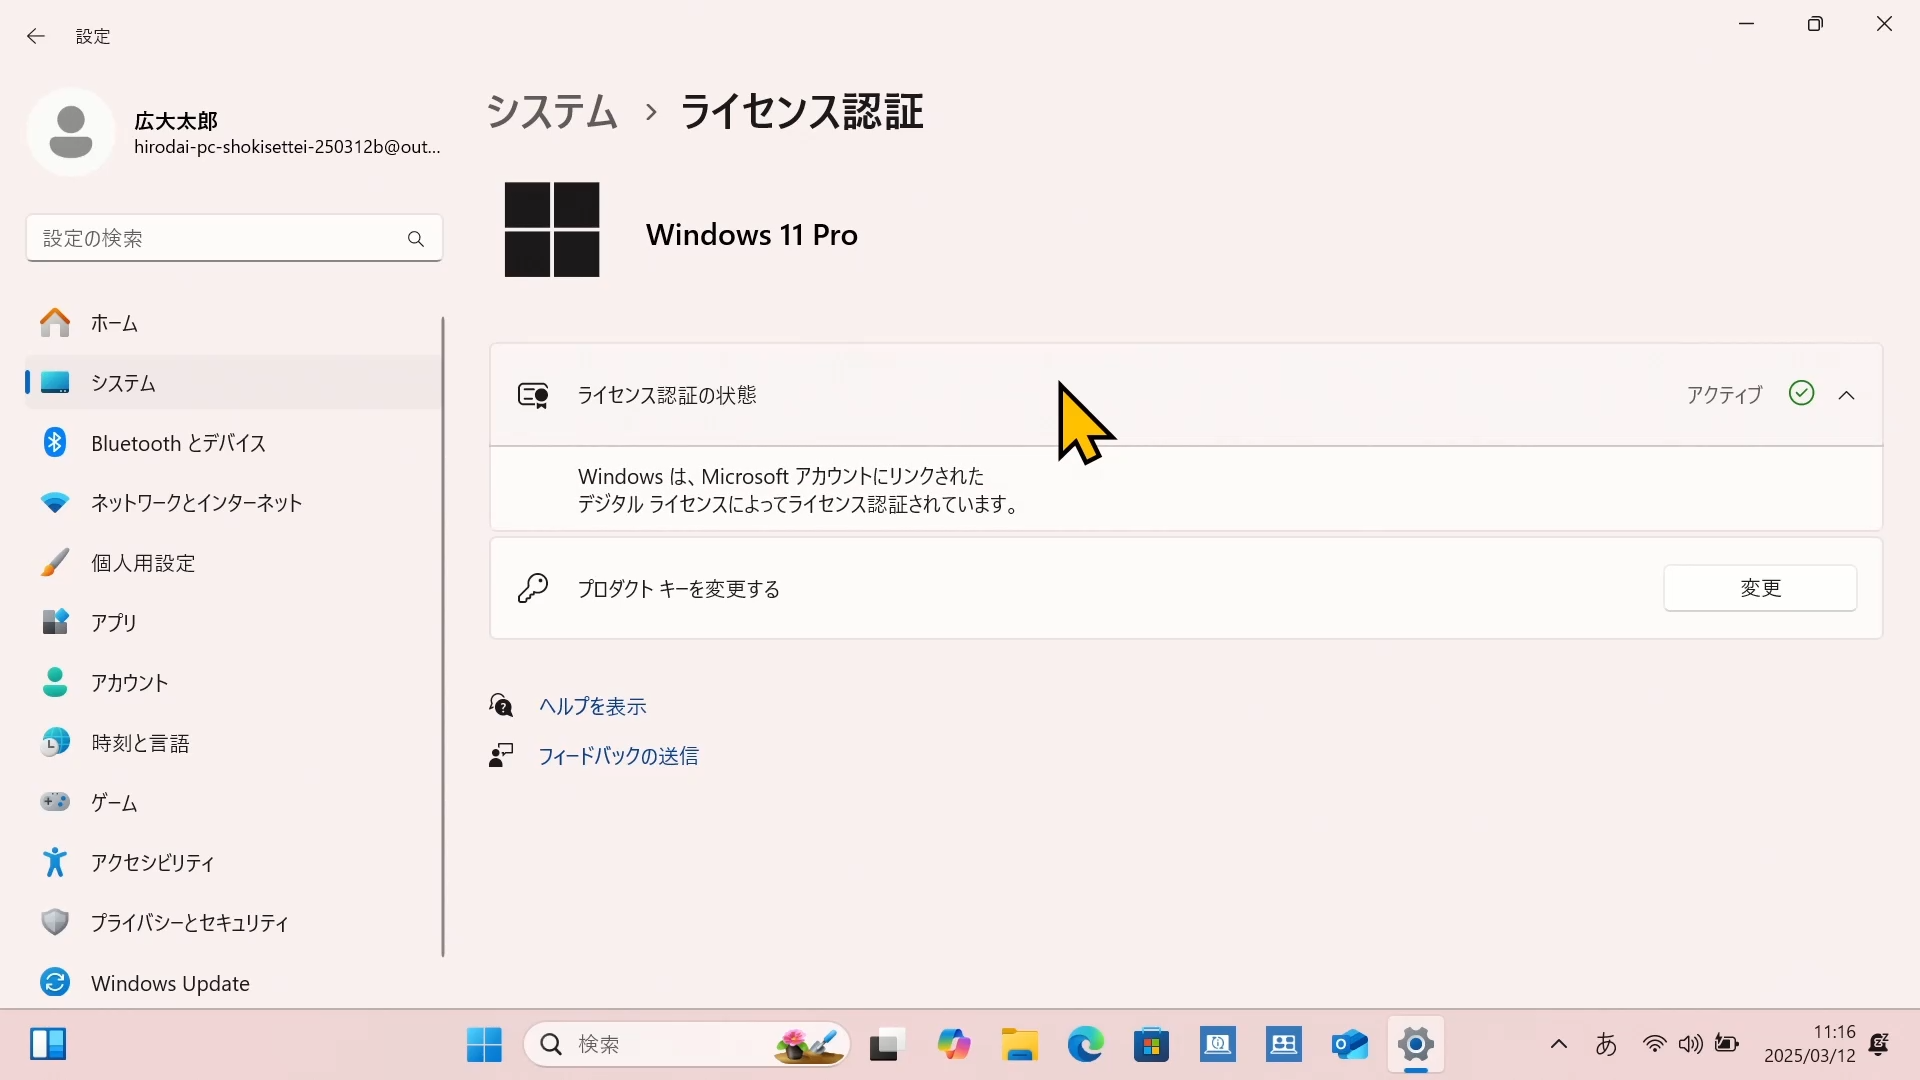 設定
広大太郎
hirodai-pc-shokisettei-250312b@out...
設定の検索
ホーム
システム
Bluetooth とデバイス
ネットワークとインターネット
個人用設定
アプリ
アカウント
時刻と言語
ゲーム
アクセシビリティ
プライバシーとセキュリティ
Windows Update
システム › ライセンス認証
Windows 11 Pro
ライセンス認証の状態
アクティブ
Windows は、Microsoft アカウントにリンクされた
デジタル ライセンスによってライセンス認証されています。
プロダクト キーを変更する
変更
ヘルプを表示
フィードバックの送信
検索
あ
11:16
2025/03/12